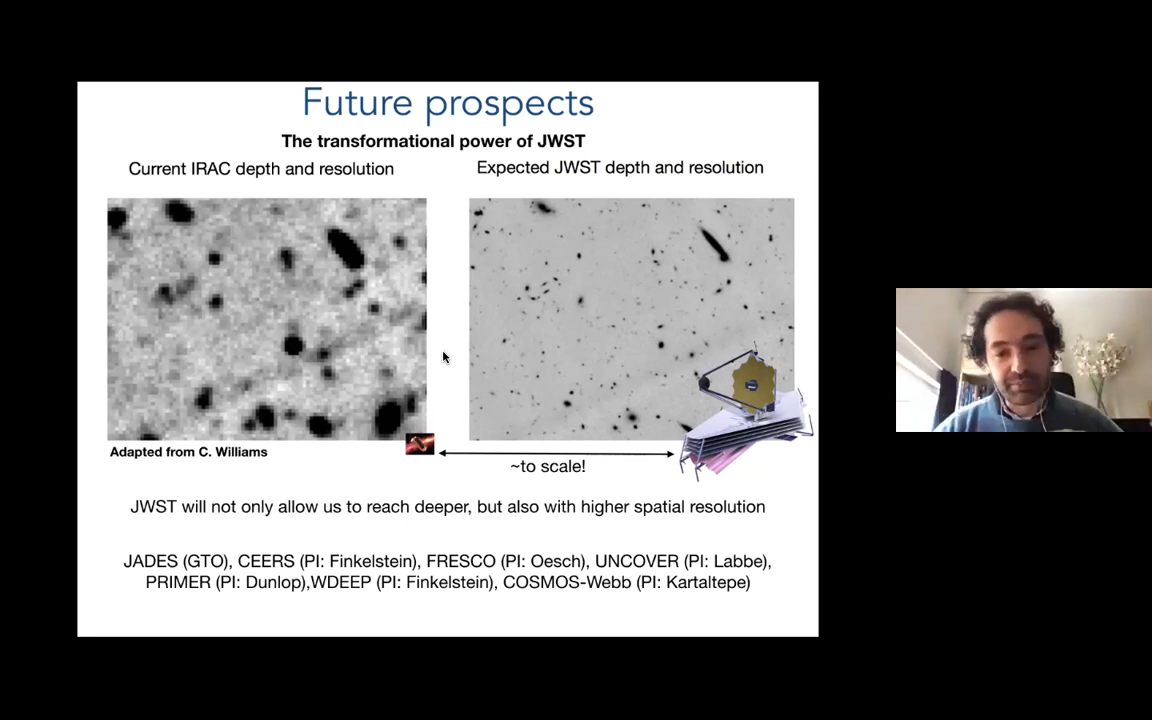 Future prospects
The transformational power of JWST
Current IRAC depth and resolution
Expected JWST depth and resolution
Adapted from C. Williams
~to scale!
JWST will not only allow us to reach deeper, but also with higher spatial resolution
JADES (GTO), CEERS (PI: Finkelstein), FRESCO (PI: Oesch), UNCOVER (PI: Labbe),
PRIMER (PI: Dunlop),WDEEP (PI: Finkelstein), COSMOS-Webb (PI: Kartaltepe)